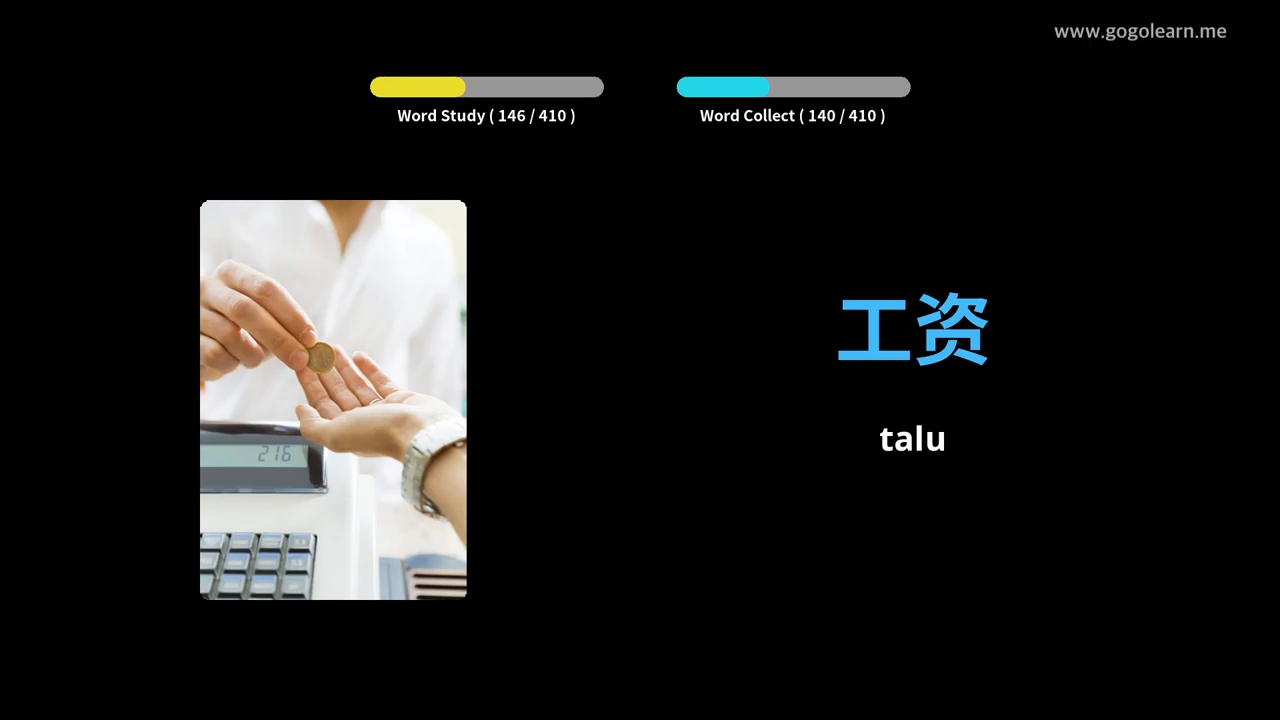 www.gogolearn.me
Word Study ( 146 / 410 )
Word Collect ( 140 / 410 )
工资
talu
216